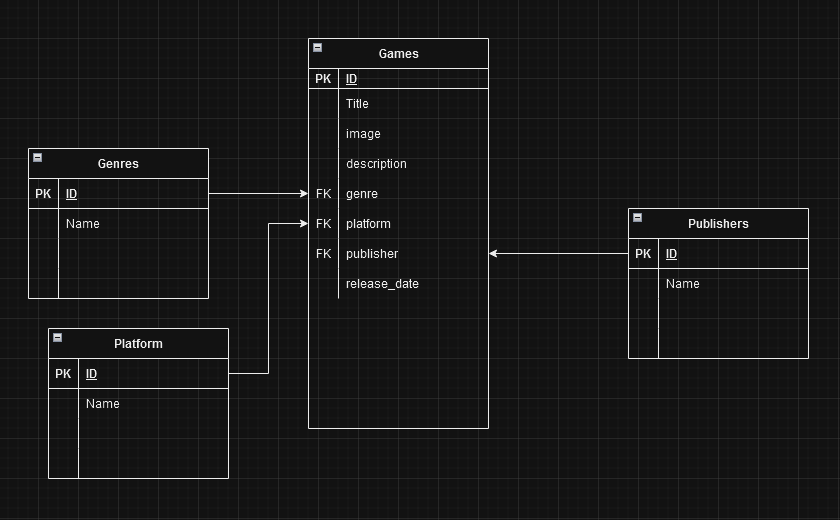 Games
PK ID
Title
image
description
FK genre
FK platform
FK publisher
release_date
Genres
PK ID
Name
Platform
PK ID
Name
Publishers
PK ID
Name